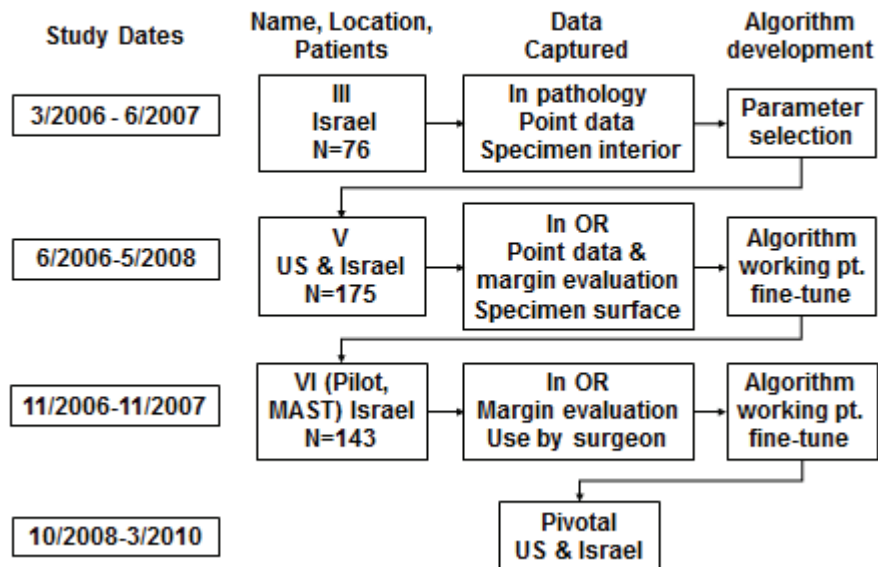 Study Dates
Name, Location,
Patients
Data
Captured
Algorithm
development
3/2006 - 6/2007
III
Israel
N=76
In pathology
Point data
Specimen interior
Parameter
selection
6/2006-5/2008
V
US & Israel
N=175
In OR
Point data &
margin evaluation
Specimen surface
Algorithm
working pt.
fine-tune
11/2006-11/2007
VI (Pilot,
MAST) Israel
N=143
In OR
Margin evaluation
Use by surgeon
Algorithm
working pt.
fine-tune
10/2008-3/2010
Pivotal
US & Israel